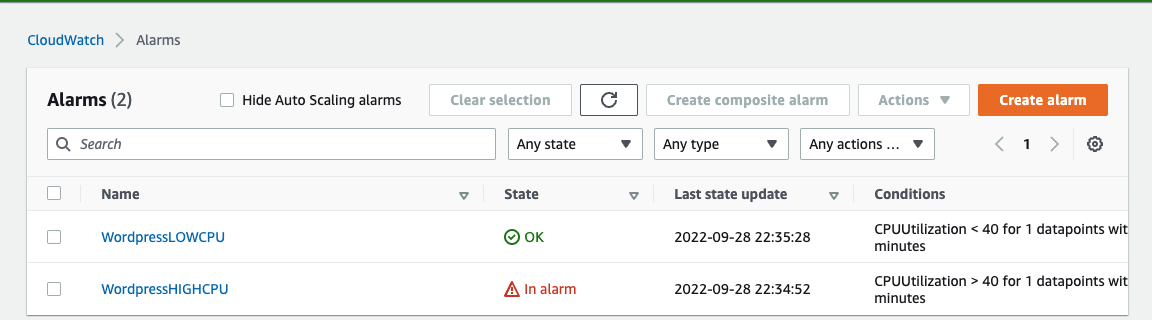 CloudWatch > Alarms
Alarms (2)
Hide Auto Scaling alarms
Clear selection
Create composite alarm
Actions
Create alarm
Search
Any state
Any type
Any actions ...
1
Name
State
Last state update
Conditions
WordpressLOWCPU
OK
2022-09-28 22:35:28
CPUUtilization < 40 for 1 datapoints wit
minutes
WordpressHIGHCPU
In alarm
2022-09-28 22:34:52
CPUUtilization > 40 for 1 datapoints wit
minutes